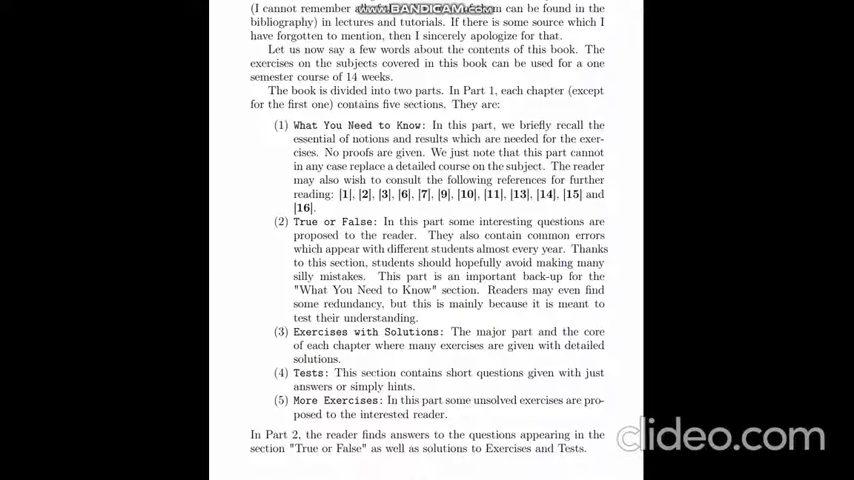 (I cannot remember all
can be found in the
www.BANDICAM.com
bibliography) in lectures and tutorials. If there is some source which I
have forgotten to mention, then I sincerely apologize for that.
Let us now say a few words about the contents of this book. The
exercises on the subjects covered in this book can be used for a one
semester course of 14 weeks.
The book is divided into two parts. In Part 1, each chapter (except
for the first one) contains five sections. They are:
(1) What You Need to Know: In this part, we briefly recall the
essential of notions and results which are needed for the exer-
cises. No proofs are given. We just note that this part cannot
in any case replace a detailed course on the subject. The reader
may also wish to consult the following references for further
reading: [1], [2], [3], [6], [7], [9], [10], [11], [13], [14], [15] and
[16].
(2) True or False: In this part some interesting questions are
proposed to the reader. They also contain common errors
which appear with different students almost every year. Thanks
to this section, students should hopefully avoid making many
silly mistakes. This part is an important back-up for the
"What You Need to Know" section. Readers may even find
some redundancy, but this is mainly because it is meant to
test their understanding.
(3) Exercises with Solutions: The major part and the core
of each chapter where many exercises are given with detailed
solutions.
(4) Tests: This section contains short questions given with just
answers or simply hints.
(5) More Exercises: In this part some unsolved exercises are pro-
posed to the interested reader.
In Part 2, the reader finds answers to the questions appearing in the
section "True or False" as well as solutions to Exercises and Tests.
clideo.com